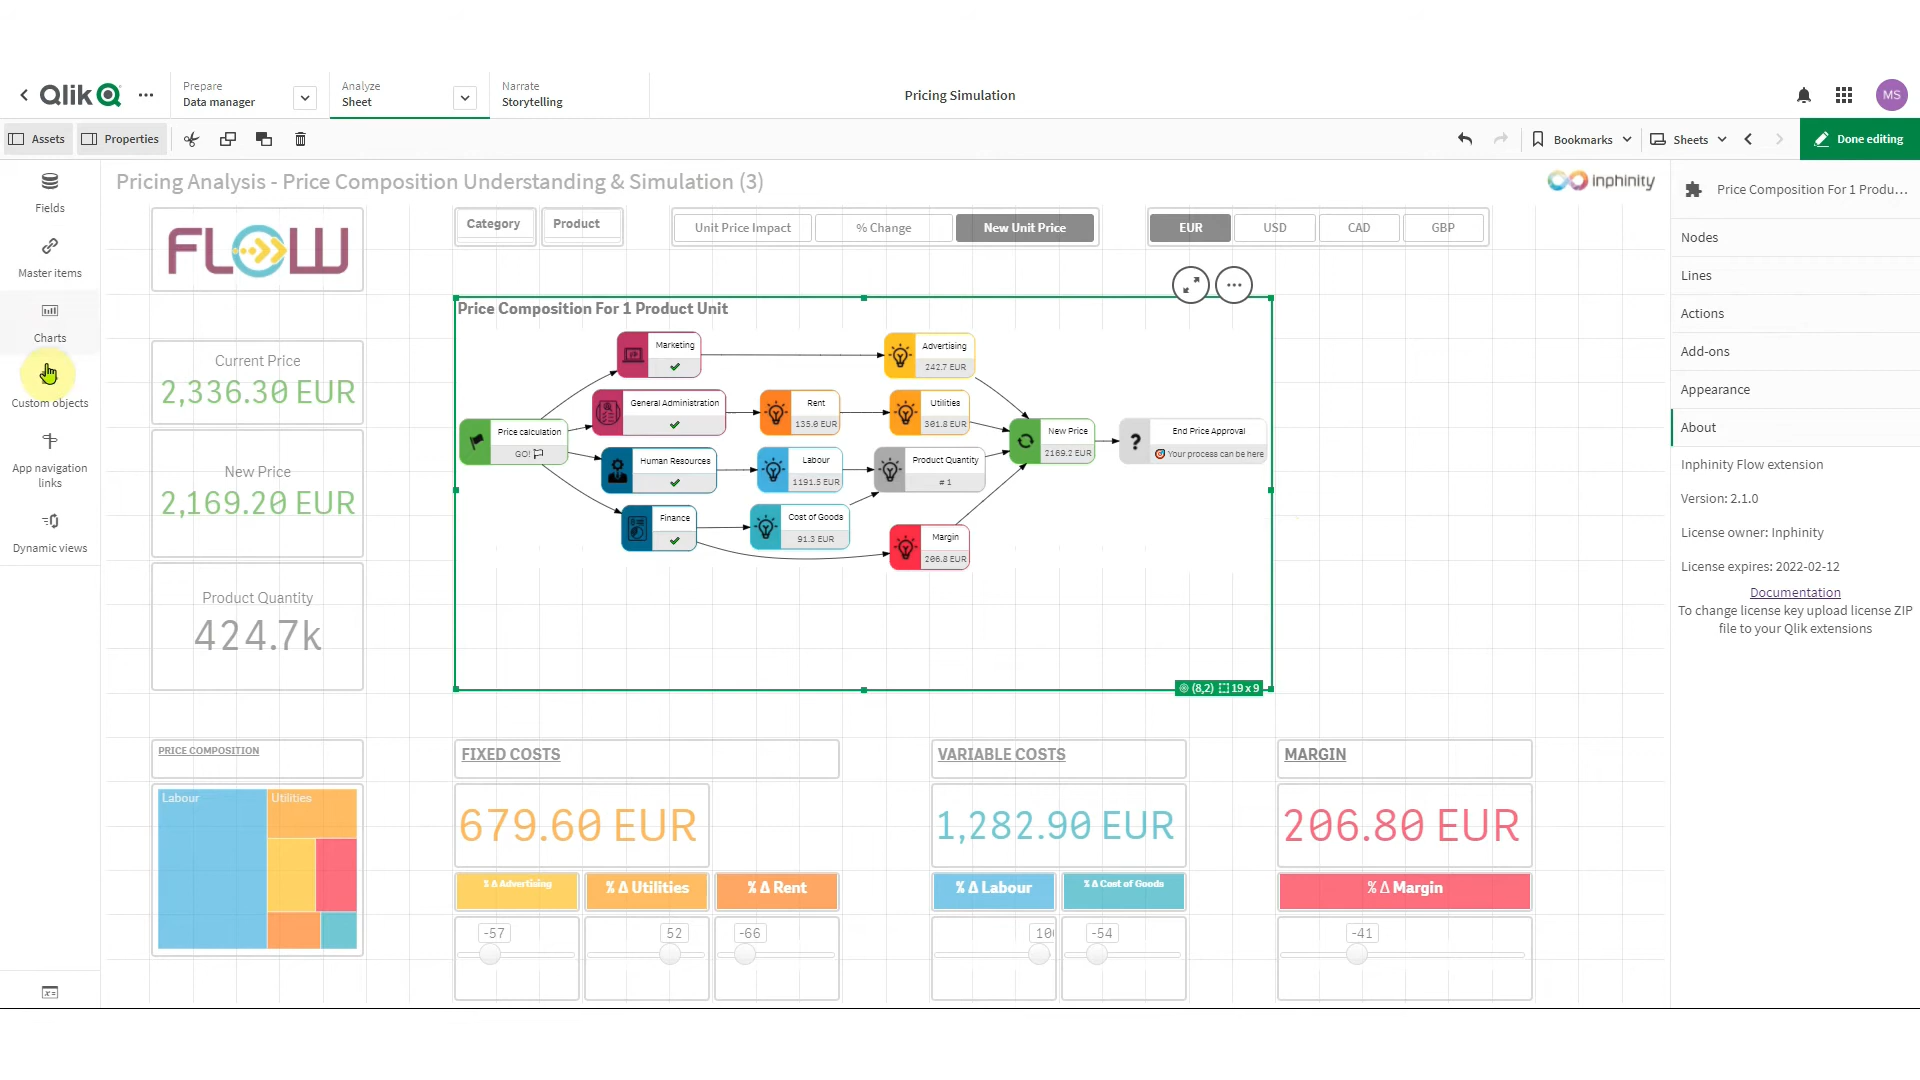 Qlik
Prepare
Data manager
Analyze
Sheet
Narrate
Storytelling
Pricing Simulation
MS
Assets
Properties
Bookmarks
Sheets
Done editing
Fields
Master items
Charts
Custom objects
App navigation
links
Dynamic views
Pricing Analysis - Price Composition Understanding & Simulation (3)
inphinity
FLOW
Category
Product
Unit Price Impact
% Change
New Unit Price
EUR
USD
CAD
GBP
Current Price
2,336.30 EUR
New Price
2,169.20 EUR
Product Quantity
424.7k
Price Composition For 1 Product Unit
Marketing
Advertising
242.7 EUR
General Administration
Rent
135.0 EUR
Utilities
301.8 EUR
Price calculation
GO!
New Price
2169.2 EUR
End Price Approval
Your process can be here
Human Resources
Labour
1191.5 EUR
Product Quantity
# 1
Finance
Cost of Goods
91.3 EUR
Margin
206.8 EUR
(8,2) 19 x 9
PRICE COMPOSITION
Labour
Utilities
FIXED COSTS
679.60 EUR
% Δ Advertising
% Δ Utilities
% Δ Rent
-57
52
-66
VARIABLE COSTS
1,282.90 EUR
% Δ Labour
% Δ Cost of Goods
-54
MARGIN
206.80 EUR
% Δ Margin
-41
Price Composition For 1 Produ...
Nodes
Lines
Actions
Add-ons
Appearance
About
Inphinity Flow extension
Version: 2.1.0
License owner: Inphinity
License expires: 2022-02-12
Documentation
To change license key upload license ZIP
file to your Qlik extensions